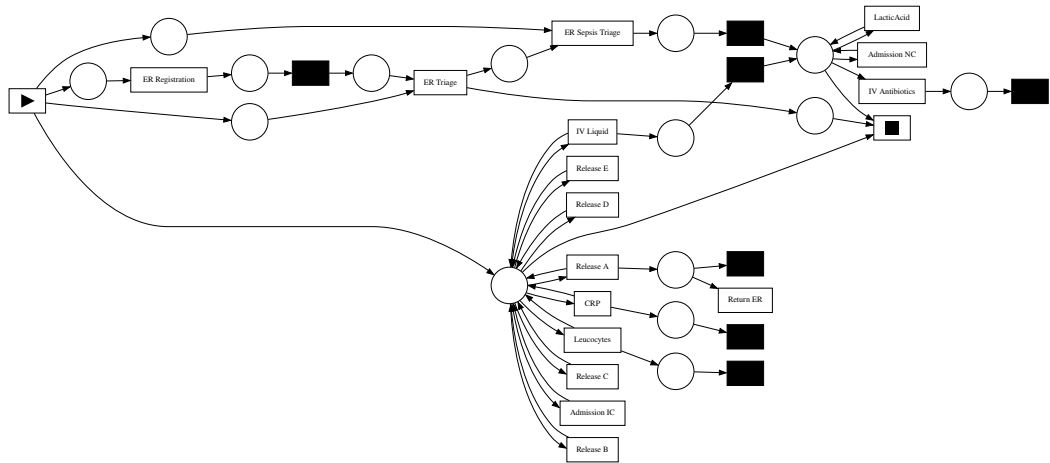 LacticAcid
ER Sepsis Triage
Admission NC
ER Registration
ER Triage
IV Antibiotics
IV Liquid
Release E
Release D
Release A
CRP
Return ER
Leucocytes
Release C
Admission IC
Release B